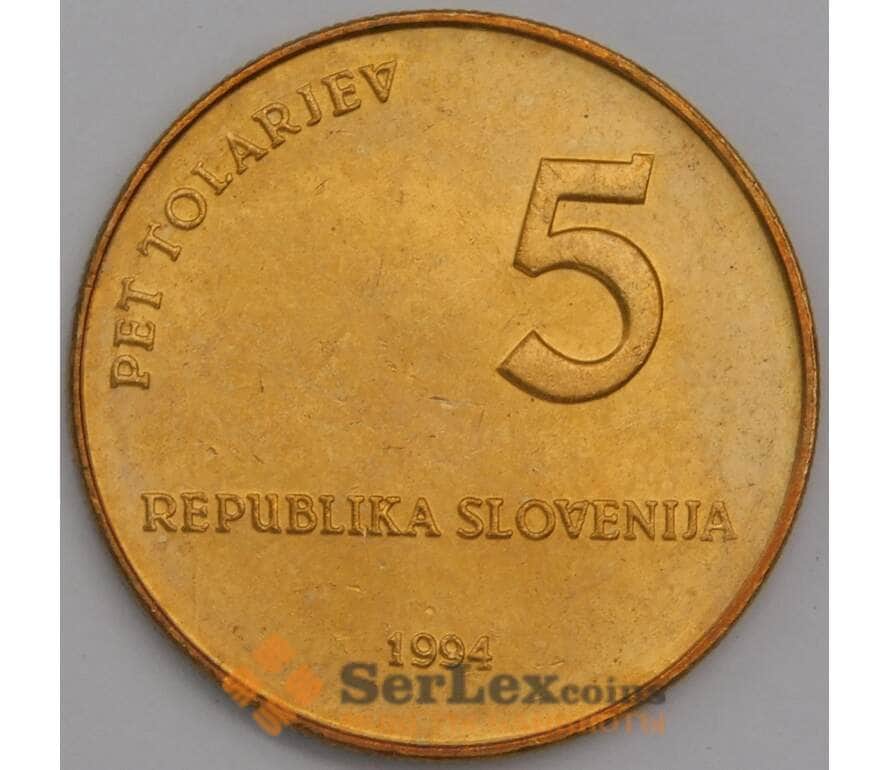 PET TOLARJEV
5
REPUBLIKA SLOVENIJA
1994
SerLexcoins